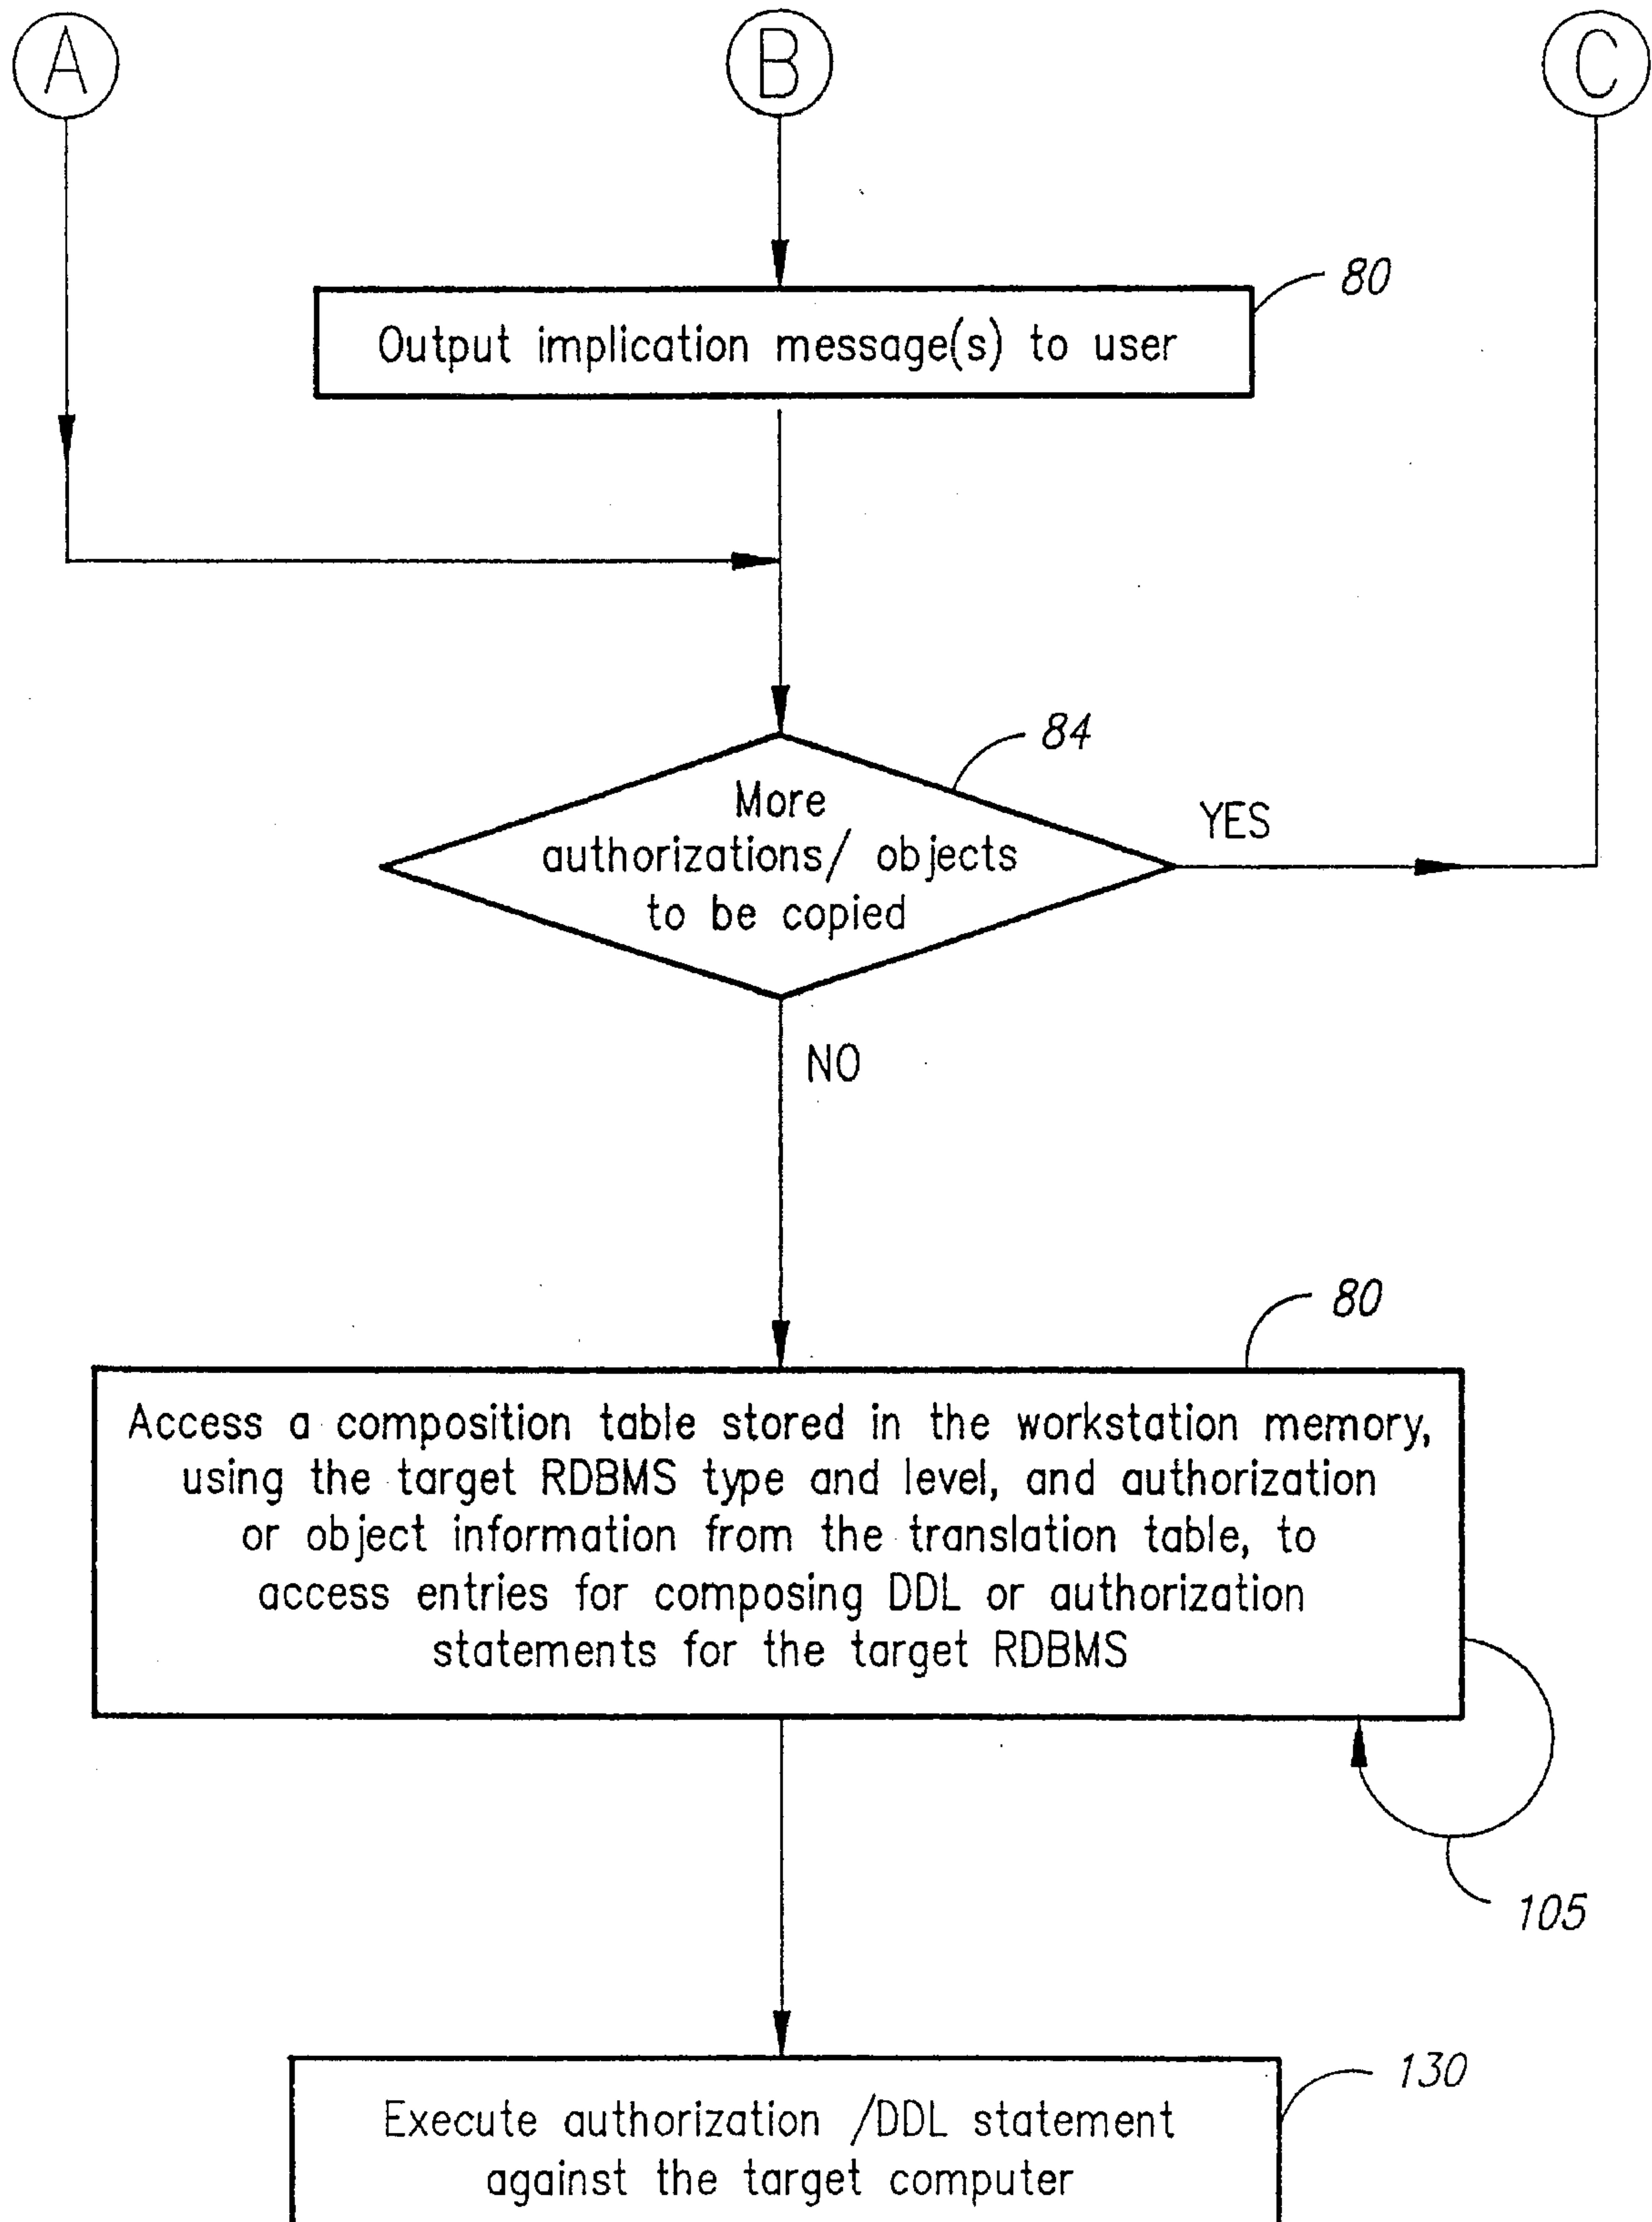 A
B
C
80
Output implication message(s) to user
84
More
authorizations/ objects
to be copied
YES
NO
80
Access a composition table stored in the workstation memory,
using the target RDBMS type and level, and authorization
or object information from the translation table, to
access entries for composing DDL or authorization
statements for the target RDBMS
105
130
Execute authorization /DDL statement
against the target computer